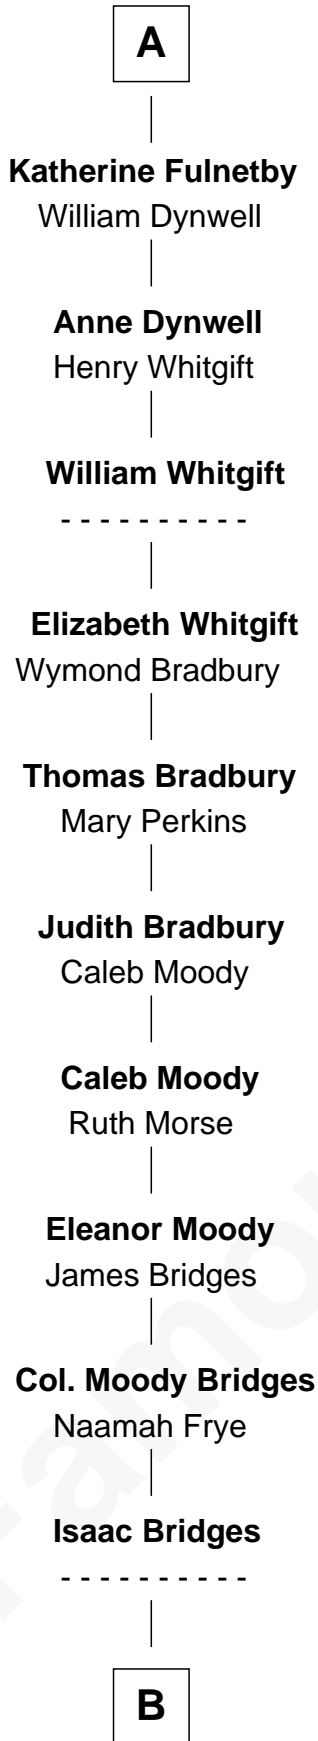 A
Katherine Fulnetby
William Dynwell
Anne Dynwell
Henry Whitgift
William Whitgift
- - - - - - - - - -
Elizabeth Whitgift
Wymond Bradbury
Thomas Bradbury
Mary Perkins
Judith Bradbury
Caleb Moody
Caleb Moody
Ruth Morse
Eleanor Moody
James Bridges
Col. Moody Bridges
Naamah Frye
Isaac Bridges
- - - - - - - - - -
B